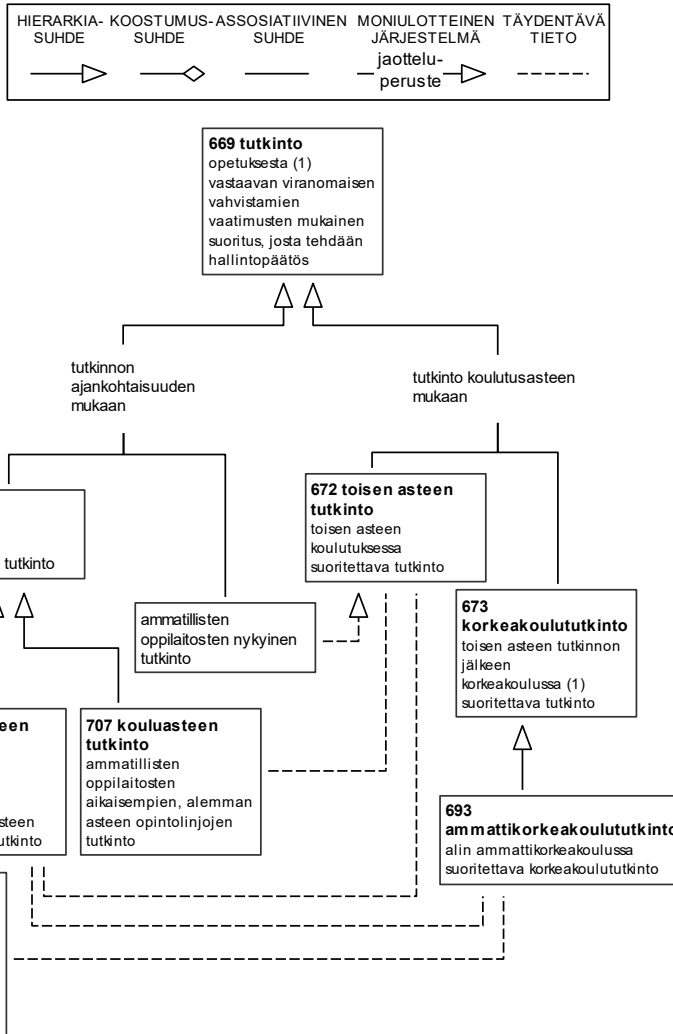 HIERARKIA-
SUHDE
KOOSTUMUS-
SUHDE
ASSOSIATIIVINEN
SUHDE
MONIULOTTEINEN
JÄRJESTELMÄ
TÄYDENTÄVÄ
TIETO
jaottelu-
peruste
669 tutkinto
opetuksesta (1)
vastaavan viranomaisen
vahvistamien
vaatimusten mukainen
suoritus, josta tehdään
hallintopäätös
tutkinnon
ajankohtaisuuden
mukaan
tutkinto koulutusasteen
mukaan
tutkinto
672 toisen asteen
tutkinto
toisen asteen
koulutuksessa
suoritettava tutkinto
ammatillisten
oppilaitosten nykyinen
tutkinto
673
korkeakoulututkinto
toisen asteen tutkinnon
jälkeen
korkeakoulussa (1)
suoritettava tutkinto
een
steen
utkinto
707 kouluasteen
tutkinto
ammatillisten
oppilaitosten
aikaisempien, alemman
asteen opintolinjojen
tutkinto
693
ammattikorkeakoulututkinto
alin ammattikorkeakoulussa
suoritettava korkeakoulututkinto